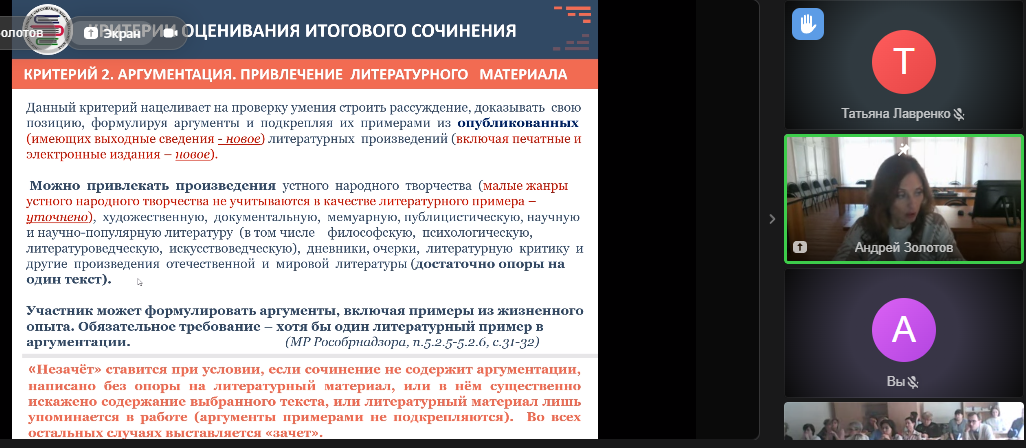 золотов
Экран
КРИТЕРИИ ОЦЕНИВАНИЯ ИТОГОВОГО СОЧИНЕНИЯ
КРИТЕРИЙ 2. АРГУМЕНТАЦИЯ. ПРИВЛЕЧЕНИЕ ЛИТЕРАТУРНОГО МАТЕРИАЛА
Данный критерий нацеливает на проверку умения строить рассуждение, доказывать свою
позицию, формулируя аргументы и подкрепляя их примерами из опубликованных
(имеющих выходные сведения - новое) литературных произведений (включая печатные и
электронные издания – новое).
Можно привлекать произведения устного народного творчества (малые жанры
устного народного творчества не учитываются в качестве литературного примера –
уточнено), художественную, документальную, мемуарную, публицистическую, научную
и научно-популярную литературу (в том числе философскую, психологическую,
литературоведческую, искусствоведческую), дневники, очерки, литературную критику и
другие произведения отечественной и мировой литературы (достаточно опоры на
один текст).
Участник может формулировать аргументы, включая примеры из жизненного
опыта. Обязательное требование – хотя бы один литературный пример в
аргументации. (МР Рособрнадзора, п.5.2.5-5.2.6, с.31-32)
«Незачёт» ставится при условии, если сочинение не содержит аргументации,
написано без опоры на литературный материал, или в нём существенно
искажено содержание выбранного текста, или литературный материал лишь
упоминается в работе (аргументы примерами не подкрепляются). Во всех
остальных случаях выставляется «зачет».
Т
Татьяна Лавренко
Андрей Золотов
А
Вы